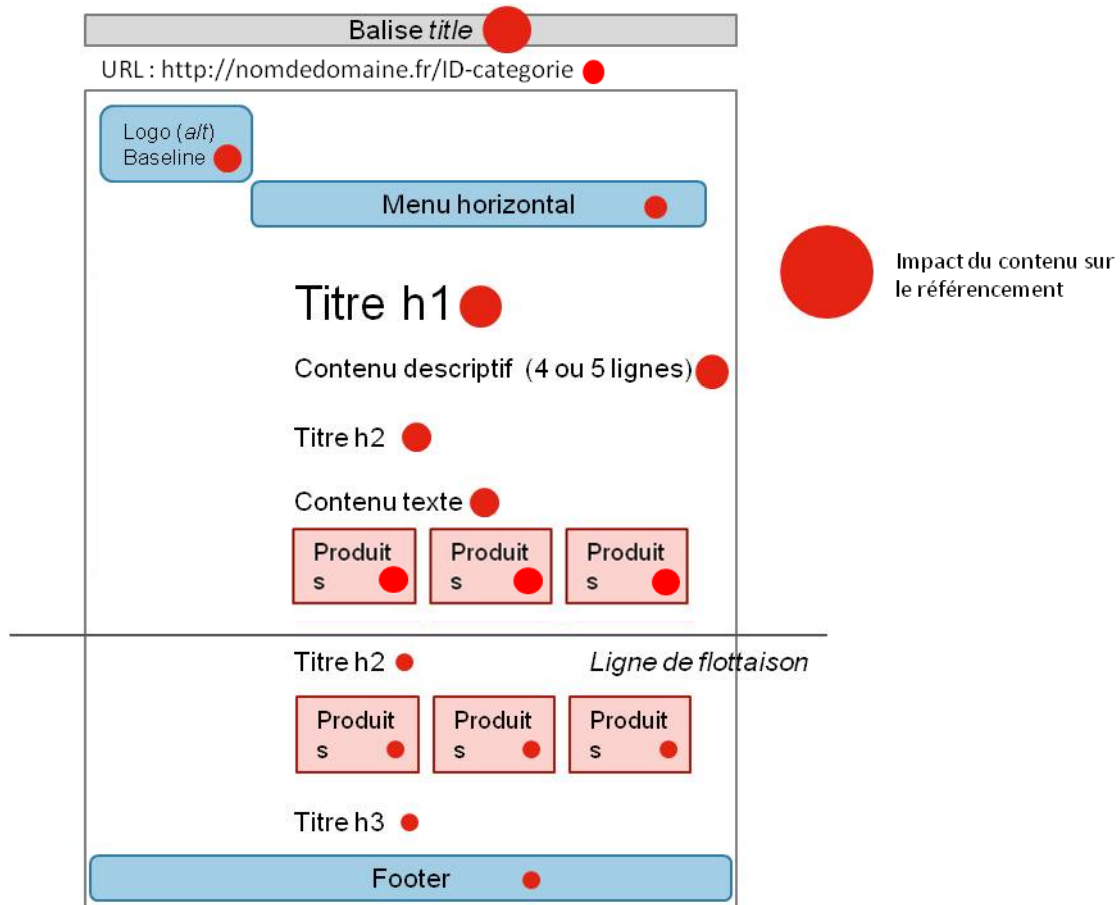 Balise title
URL : http://nomdedomaine.fr/ID-categorie
Logo (alt)
Baseline
Menu horizontal
Impact du contenu sur
le référencement
Titre h1
Contenu descriptif (4 ou 5 lignes)
Titre h2
Contenu texte
Produit
s
Produit
s
Produit
s
Titre h2
Ligne de flottaison
Produit
s
Produit
s
Produit
s
Titre h3
Footer